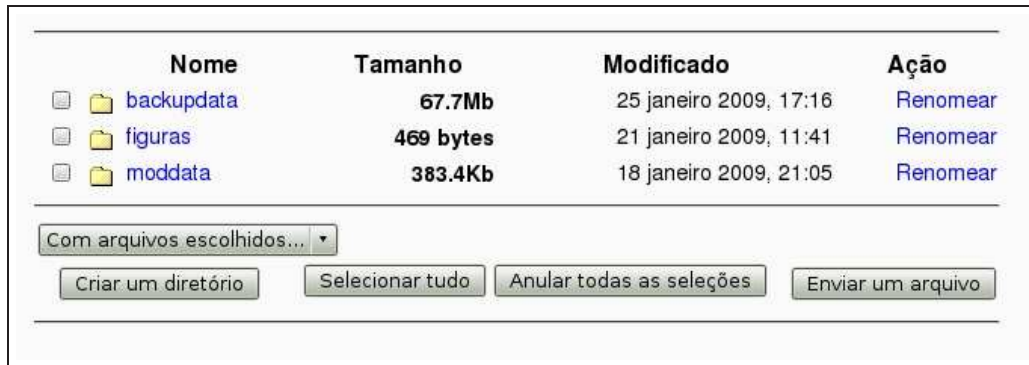 Nome Tamanho Modificado Ação
backupdata 67.7Mb 25 janeiro 2009, 17:16 Renomear
figuras 469 bytes 21 janeiro 2009, 11:41 Renomear
moddata 383.4Kb 18 janeiro 2009, 21:05 Renomear
Com arquivos escolhidos...
Criar um diretório Selecionar tudo Anular todas as seleções Enviar um arquivo